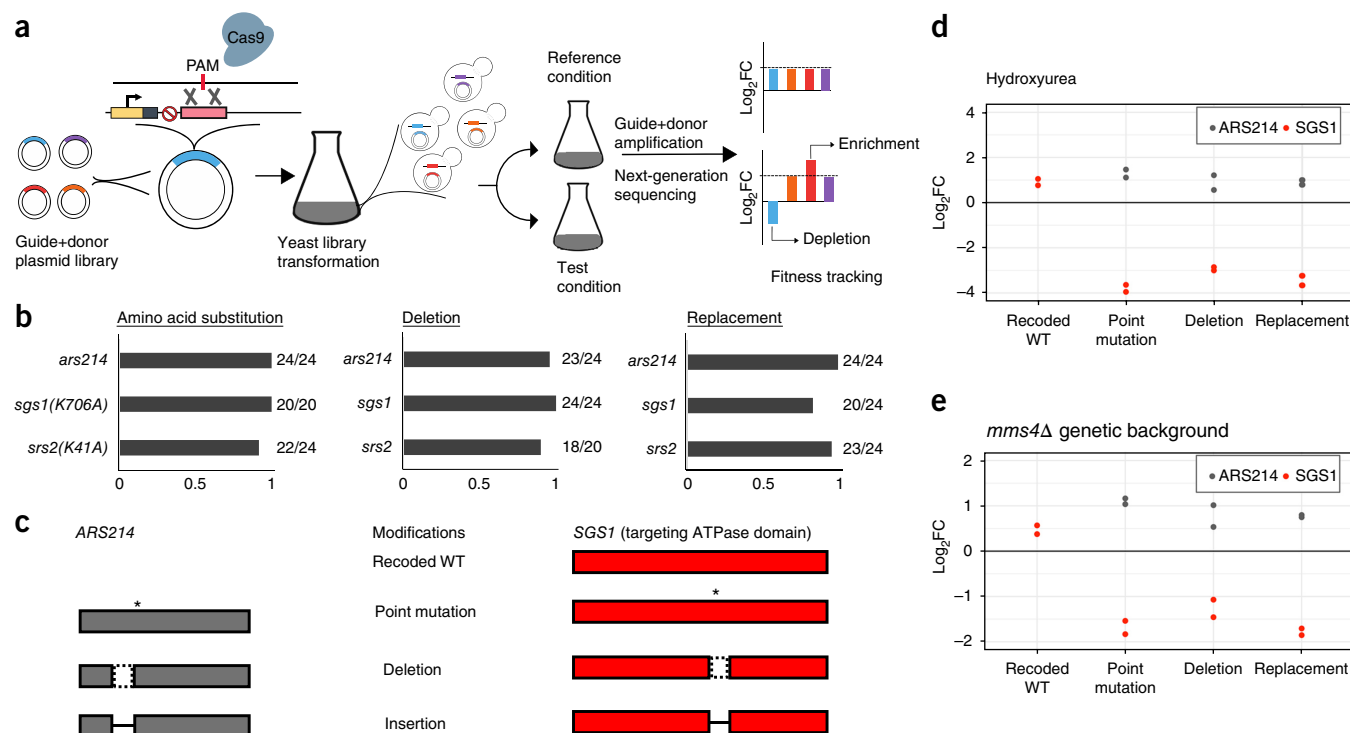 a
Cas9
PAM
Guide+donor
plasmid library
Yeast library
transformation
Reference
condition
Test
condition
Guide+donor
amplification
Next-generation
sequencing
Log2FC
Log2FC
Enrichment
Depletion
Fitness tracking
b
Amino acid substitution
ars214 24/24
sgs1(K706A) 20/20
srs2(K41A) 22/24
0 0.5 1
Deletion
ars214 23/24
sgs1 24/24
srs2 18/20
0 0.5 1
Replacement
ars214 24/24
sgs1 20/24
srs2 23/24
0 0.5 1
c
ARS214 Modifications SGS1 (targeting ATPase domain)
Recoded WT
* Point mutation *
Deletion
Insertion
d
Hydroxyurea
ARS214 SGS1
Log2FC
4
2
0
−2
−4
Recoded
WT
Point
mutation
Deletion
Replacement
e
mms4Δ genetic background
ARS214 SGS1
Log2FC
2
1
0
−1
−2
Recoded
WT
Point
mutation
Deletion
Replacement